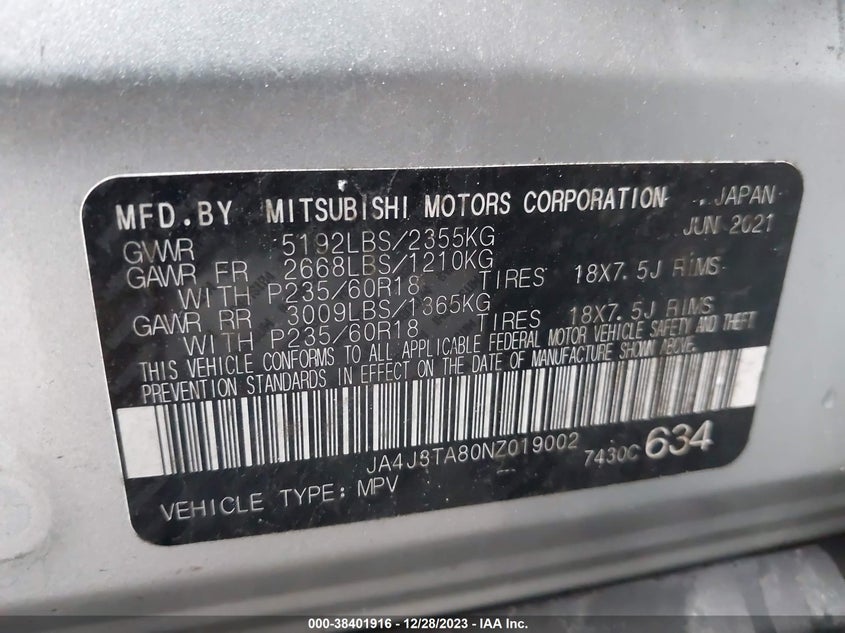 MFD.BY MITSUBISHI MOTORS CORPORATION JAPAN
JUN 2021
GVWR 5192LBS/2355KG
GAWR FR 2668LBS/1210KG
WITH P235/60R18 TIRES 18X7.5J RIMS
GAWR RR 3009LBS/1365KG
WITH P235/60R18 TIRES 18X7.5J RIMS
THIS VEHICLE CONFORMS TO ALL APPLICABLE FEDERAL MOTOR VEHICLE SAFETY AND THEFT
PREVENTION STANDARDS IN EFFECT ON THE DATE OF MANUFACTURE SHOWN ABOVE.
JA4J3TA80NZ019002 7430C 634
VEHICLE TYPE: MPV
000-38401916 - 12/28/2023 - © IAA, Inc.